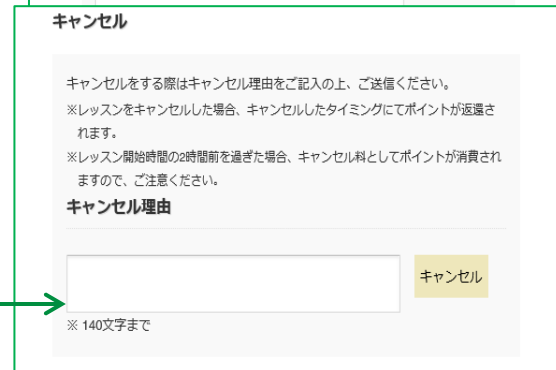 キャンセル
キャンセルをする際はキャンセル理由をご記入の上、ご送信ください。
※レッスンをキャンセルした場合、キャンセルしたタイミングにてポイントが返還さ
れます。
※レッスン開始時間の2時間前を過ぎた場合、キャンセル料としてポイントが消費され
ますので、ご注意ください。
キャンセル理由
キャンセル
※ 140文字まで